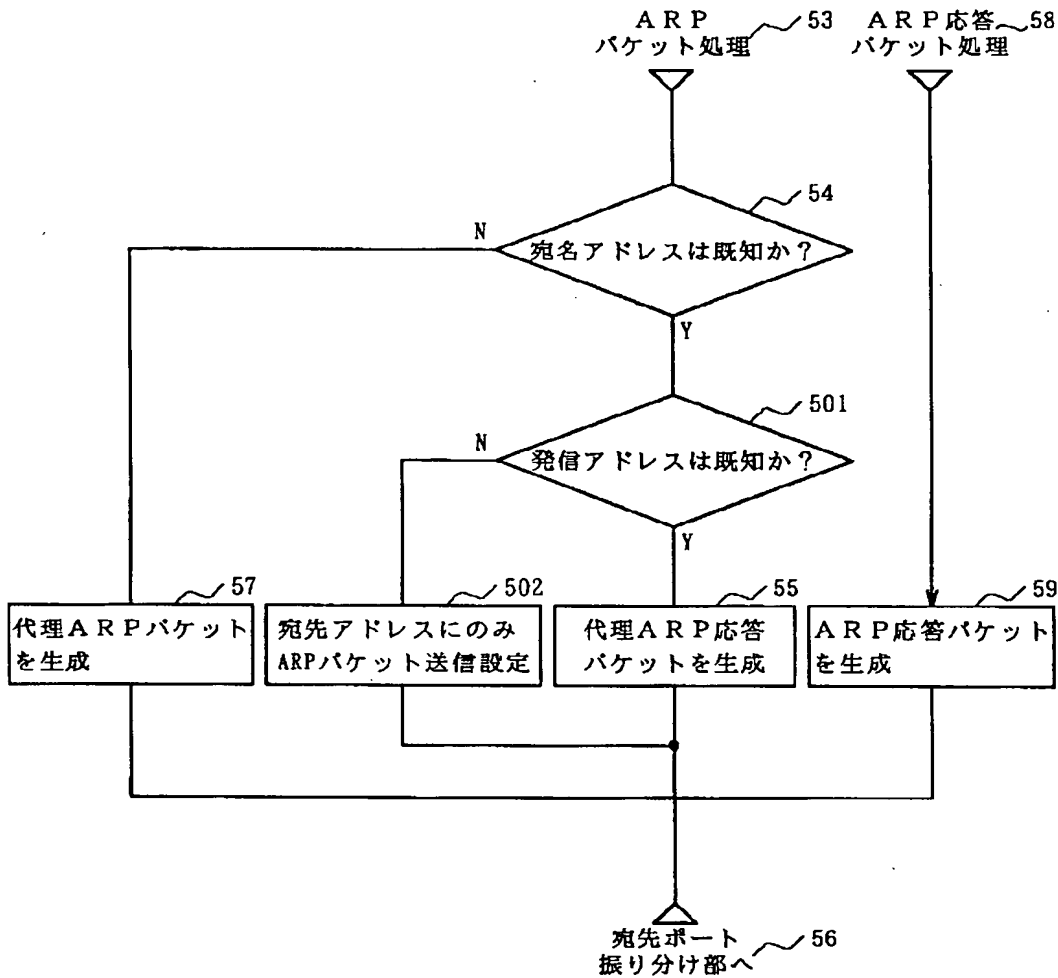 ARP
パケット処理
53
ARP応答
パケット処理
58
54
宛名アドレスは既知か?
N
Y
501
発信アドレスは既知か?
N
Y
57
代理ARPパケット
を生成
502
宛先アドレスにのみ
ARPパケット送信設定
55
代理ARP応答
パケットを生成
59
ARP応答パケット
を生成
宛先ポート
振り分け部へ
56